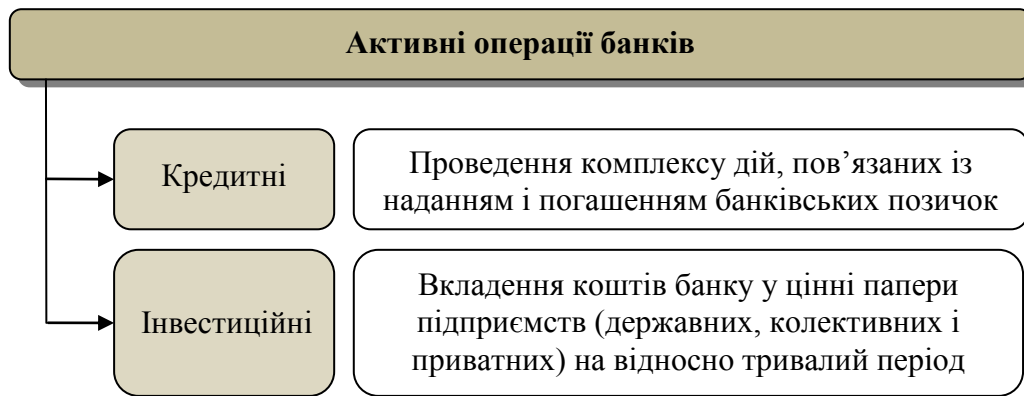 Активні операції банків
Кредитні
Проведення комплексу дій, пов’язаних із
наданням і погашенням банківських позичок
Інвестиційні
Вкладення коштів банку у цінні папери
підприємств (державних, колективних і
приватних) на відносно тривалий період